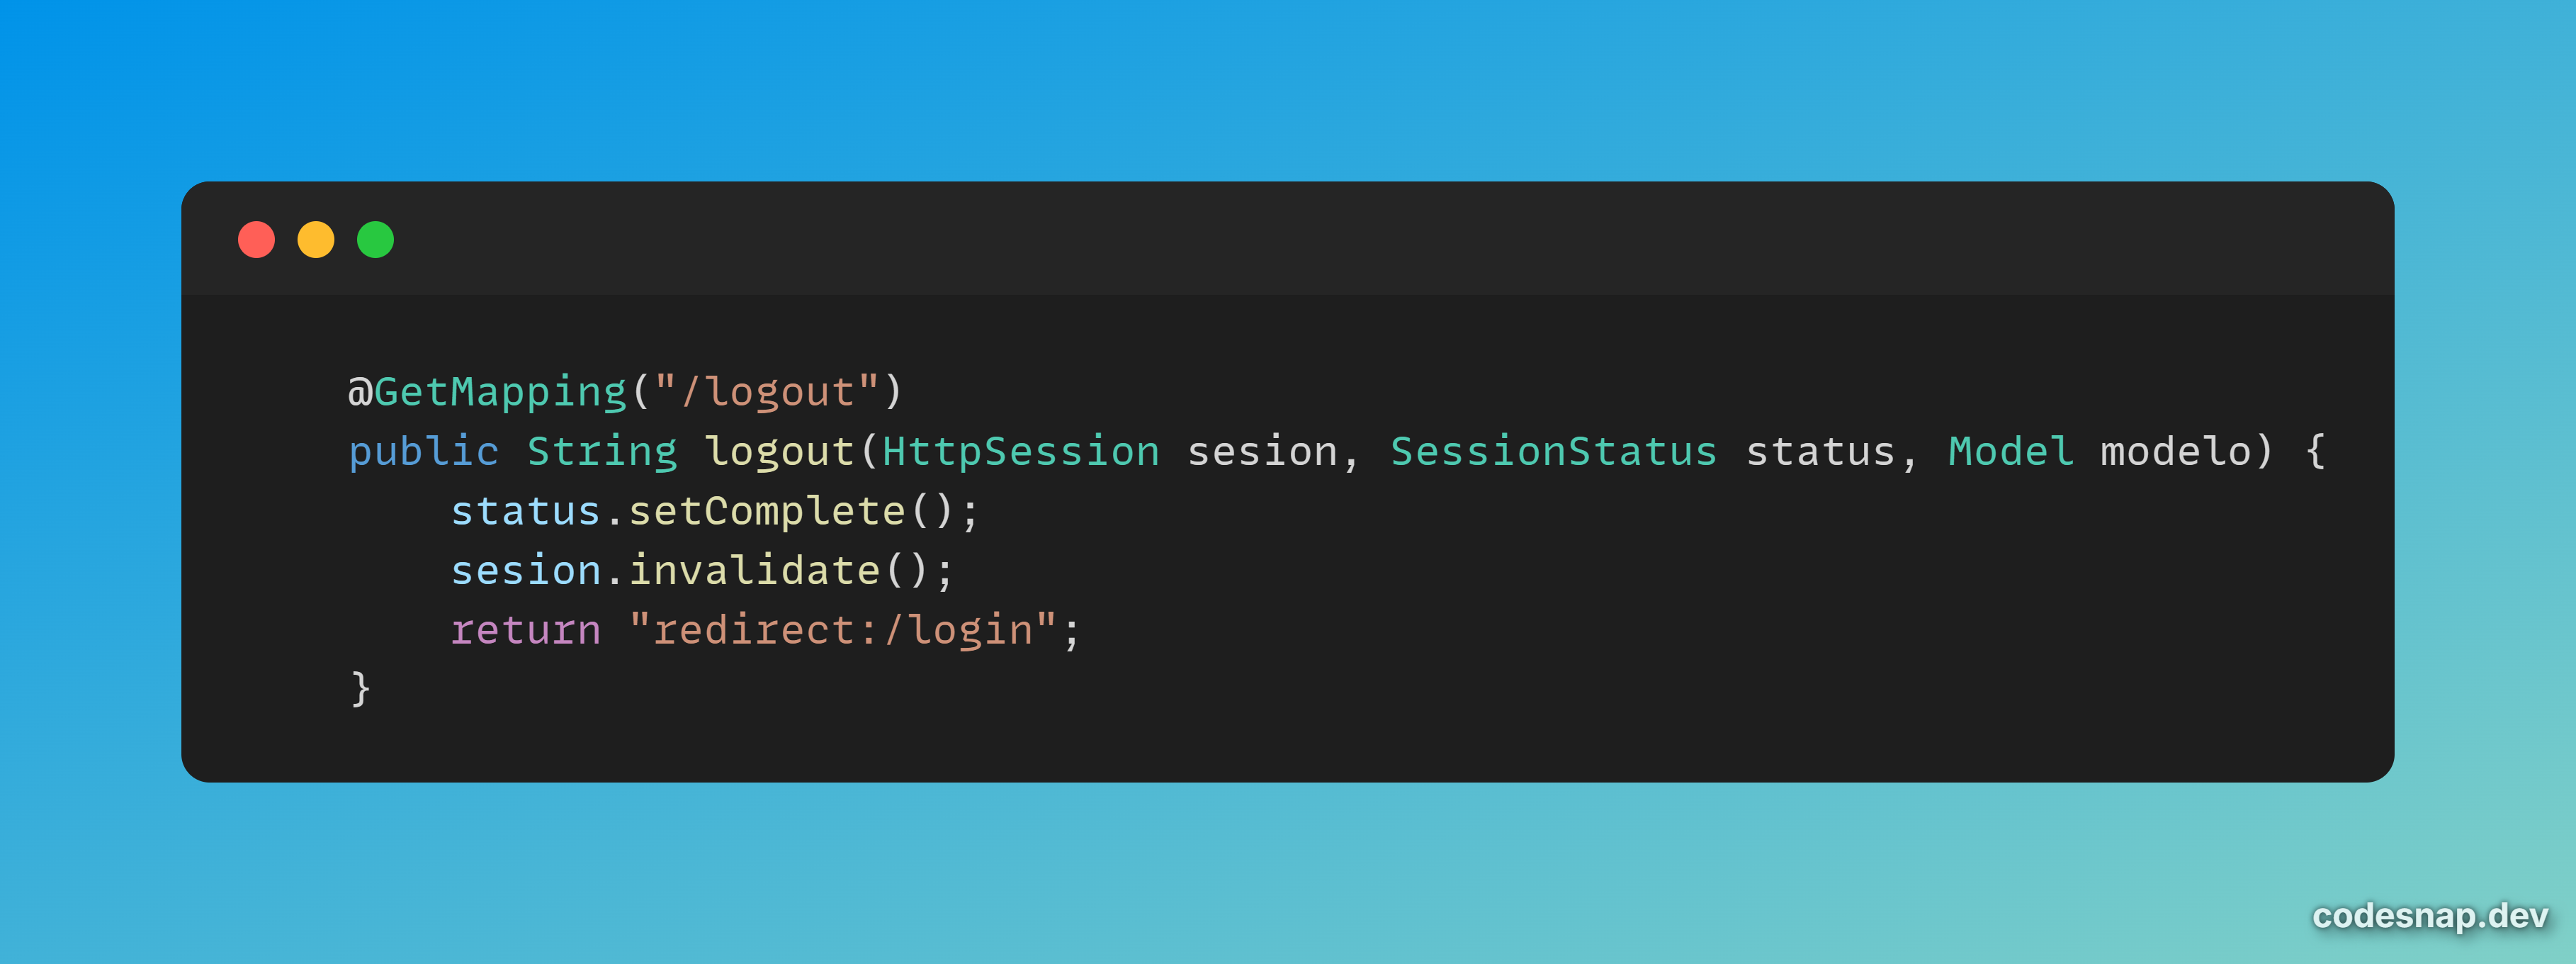 @GetMapping("/logout")
public String logout(HttpSession sesion, SessionStatus status, Model modelo) {
    status.setComplete();
    sesion.invalidate();
    return "redirect:/login";
}
codesnap.dev